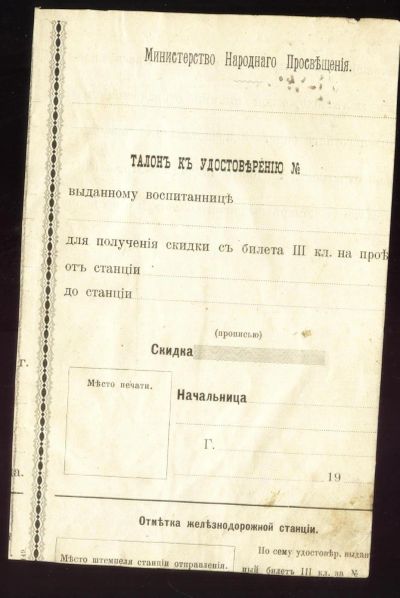 Министерство Народнаго Просвѣщенія.
ТАЛОНЪ КЪ УДОСТОВѢРЕНІЮ №
выданному воспитанницѣ
для полученія скидки съ билета III кл. на проѣ
отъ станціи
до станціи
(прописью)
Скидка
г.
Мѣсто печати.
Начальница
Г.
19
а.
Отмѣтка желѣзнодорожной станціи.
По сему удостовѣр. выдан
Мѣсто штемпеля станціи отправленія.
ный билетъ III кл. за №